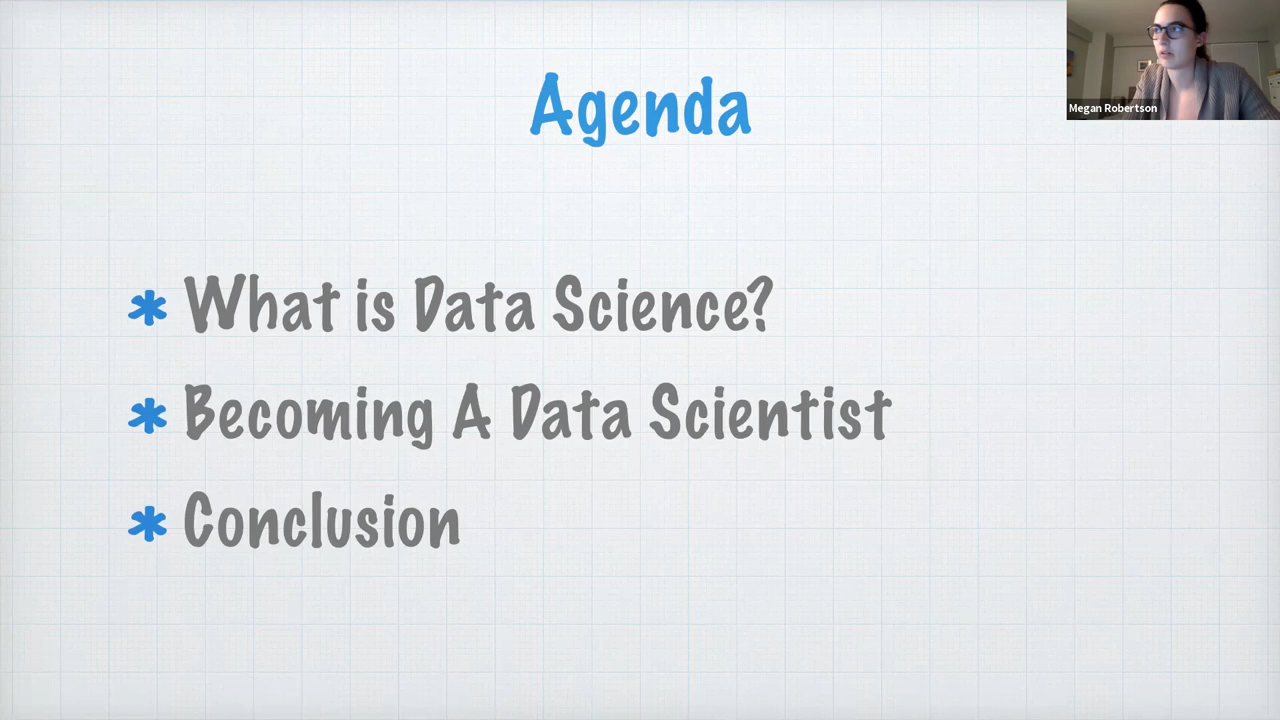 Agenda
Megan Robertson
* What is Data Science?
* Becoming A Data Scientist
* Conclusion